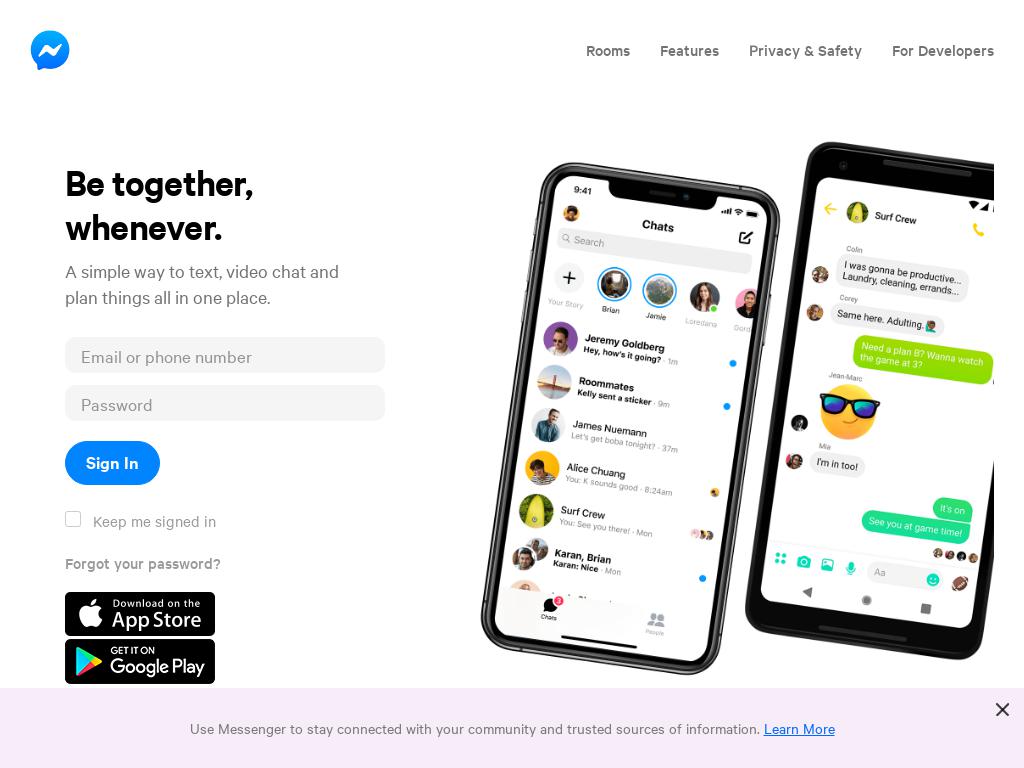 Rooms
Features
Privacy & Safety
For Developers
Be together,
whenever.
A simple way to text, video chat and
plan things all in one place.
Email or phone number
Password
Sign In
Keep me signed in
Forgot your password?
Download on the
App Store
GET IT ON
Google Play
9:41
Chats
Search
Your Story
Brian
Jamie
Loredana
Jeremy Goldberg
Hey, how's it going? · 1m
Roommates
Kelly sent a sticker · 9m
James Nuemann
Let's get boba tonight? · 37m
Alice Chuang
You: K sounds good · 8:24am
Surf Crew
You: See you there! · Mon
Karan, Brian
Karan: Nice · Mon
3
Chats
People
Surf Crew
Colin
I was gonna be productive...
Laundry, cleaning, errands...
Corey
Same here. Adulting.
Need a plan B? Wanna watch
the game at 3?
Jean-Marc
Mia
I'm in too!
It's on
See you at game time!
Aa
Use Messenger to stay connected with your community and trusted sources of information. Learn More